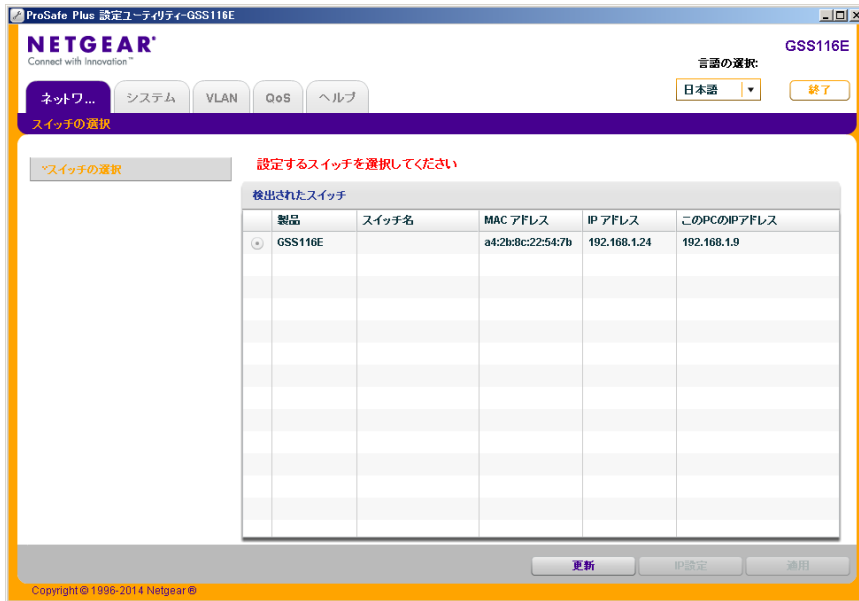 ProSafe Plus 設定ユーティリティ-GSS116E
NETGEAR®
Connect with Innovation™
GSS116E
言語の選択:
日本語
終了
ネットワ...
システム
VLAN
QoS
ヘルプ
スイッチの選択
スイッチの選択
設定するスイッチを選択してください
検出されたスイッチ
製品 スイッチ名 MAC アドレス IP アドレス このPCのIPアドレス
GSS116E a4:2b:8c:22:54:7b 192.168.1.24 192.168.1.9
更新
IP設定
適用
Copyright © 1996-2014 Netgear ®